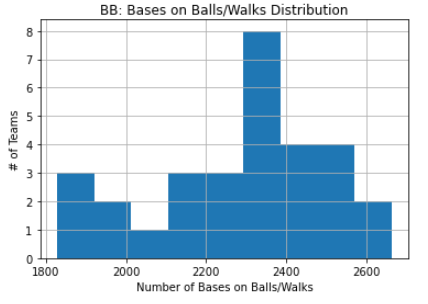 BB: Bases on Balls/Walks Distribution
# of Teams
8
7
6
5
4
3
2
1
0
1800 2000 2200 2400 2600
Number of Bases on Balls/Walks